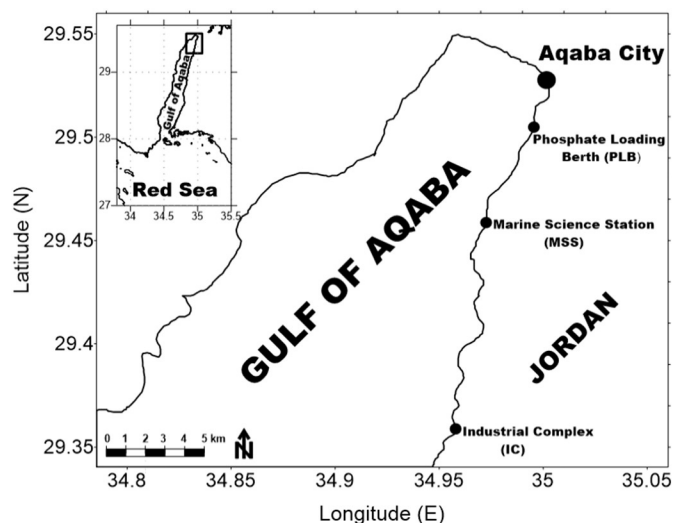 29.55
29.5
29.45
29.4
29.35
Latitude (N)
29
28
27
34
34.5
35
35.5
Gulf of Aqaba
Red Sea
Aqaba City
Phosphate Loading
Berth (PLB)
Marine Science Station
(MSS)
GULF OF AQABA
JORDAN
Industrial Complex
(IC)
0 1 2 3 4 5 km
N
34.8 34.85 34.9 34.95 35 35.05
Longitude (E)